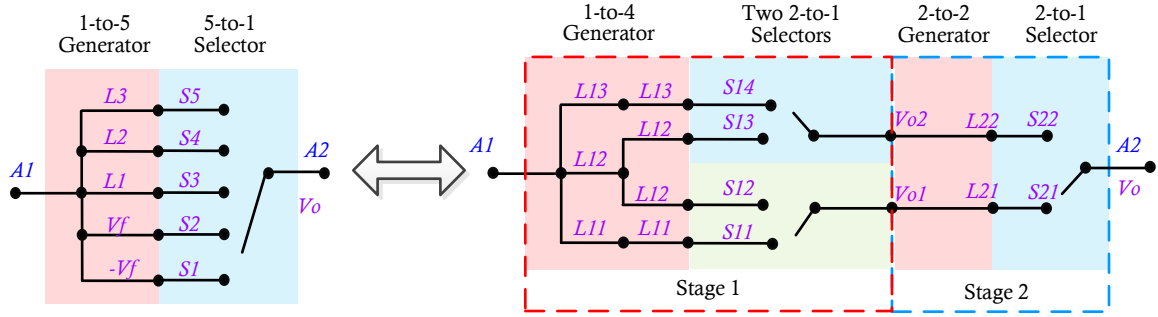 1-to-5
Generator
5-to-1
Selector
L3
S5
L2
S4
A1
L1
S3
A2
Vf
S2
Vo
-Vf
S1
1-to-4
Generator
Two 2-to-1
Selectors
2-to-2
Generator
2-to-1
Selector
L13
L13
S14
L12
S13
Vo2
L22
S22
A1
L12
A2
L12
S12
Vo1
L21
S21
Vo
L11
L11
S11
Stage 1
Stage 2